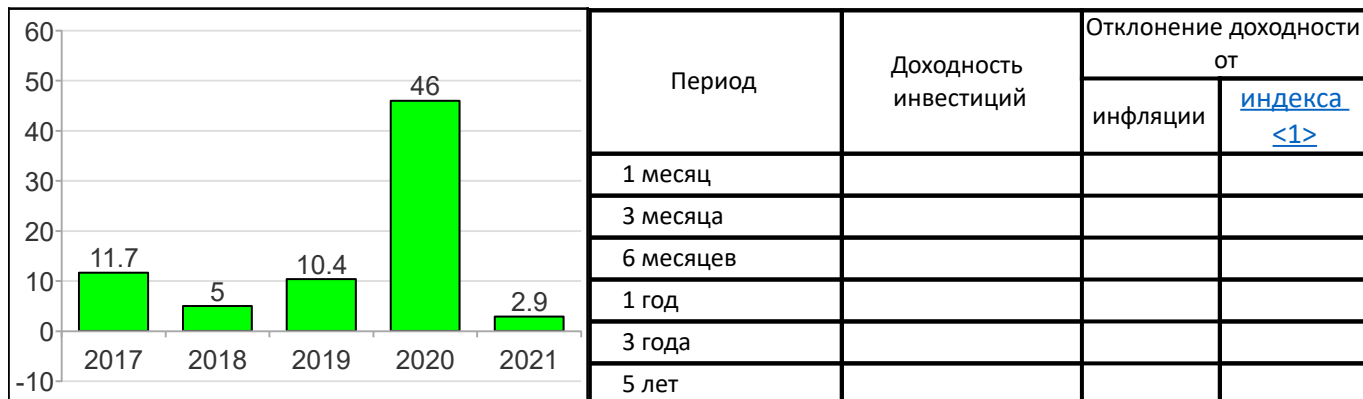 60
50
40
30
20
10
0
-10
11.7
5
10.4
46
2.9
2017 2018 2019 2020 2021
Период
Доходность
инвестиций
Отклонение доходности
от
инфляции
индекса
<1>
1 месяц
3 месяца
6 месяцев
1 год
3 года
5 лет